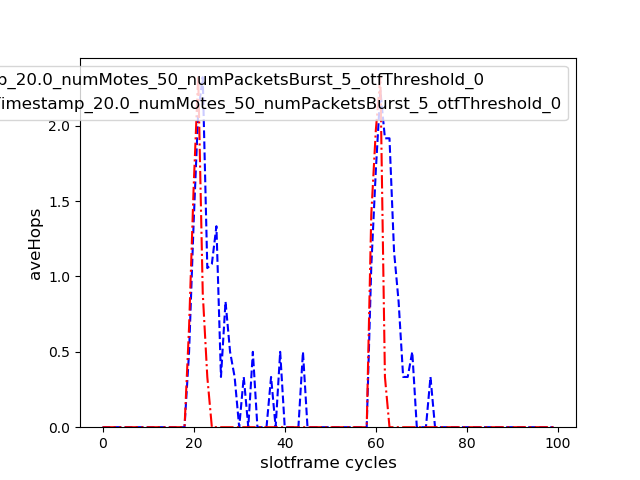 p_20.0_numMotes_50_numPacketsBurst_5_otfThreshold_0
Timestamp_20.0_numMotes_50_numPacketsBurst_5_otfThreshold_0
2.0
1.5
1.0
0.5
0.0
aveHops
0 20 40 60 80 100
slotframe cycles